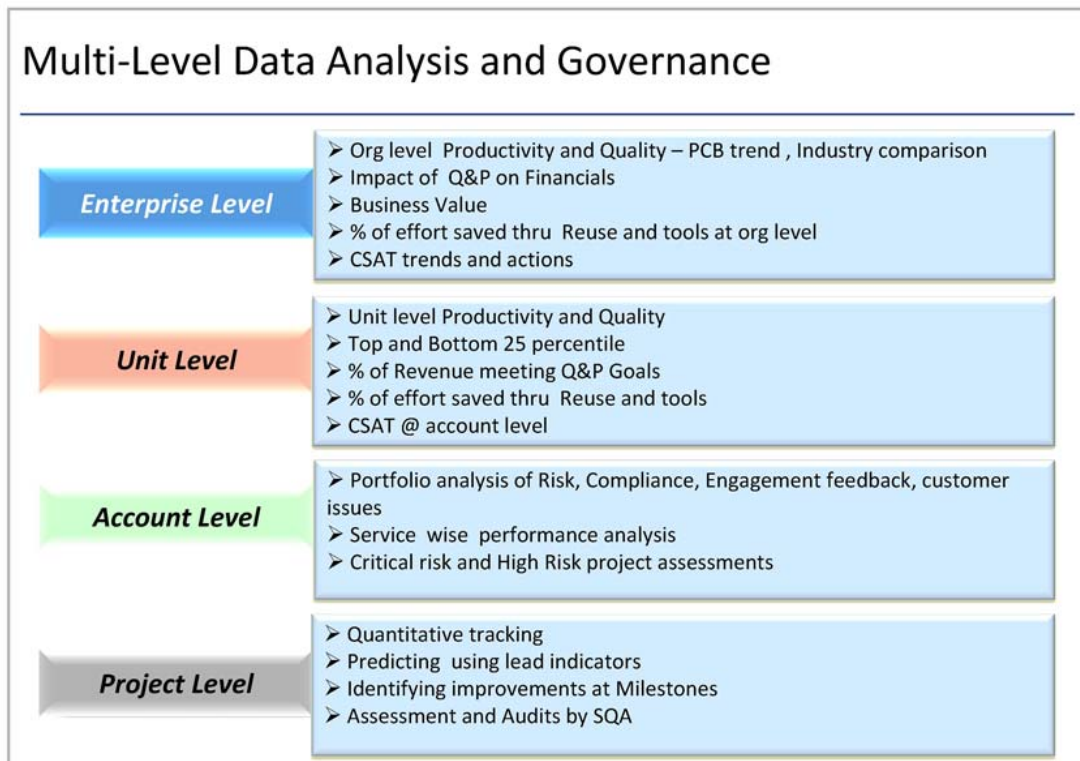 Multi-Level Data Analysis and Governance
Enterprise Level
➢ Org level Productivity and Quality – PCB trend , Industry comparison
➢ Impact of Q&P on Financials
➢ Business Value
➢ % of effort saved thru Reuse and tools at org level
➢ CSAT trends and actions
Unit Level
➢ Unit level Productivity and Quality
➢ Top and Bottom 25 percentile
➢ % of Revenue meeting Q&P Goals
➢ % of effort saved thru Reuse and tools
➢ CSAT @ account level
Account Level
➢ Portfolio analysis of Risk, Compliance, Engagement feedback, customer
issues
➢ Service wise performance analysis
➢ Critical risk and High Risk project assessments
Project Level
➢ Quantitative tracking
➢ Predicting using lead indicators
➢ Identifying improvements at Milestones
➢ Assessment and Audits by SQA